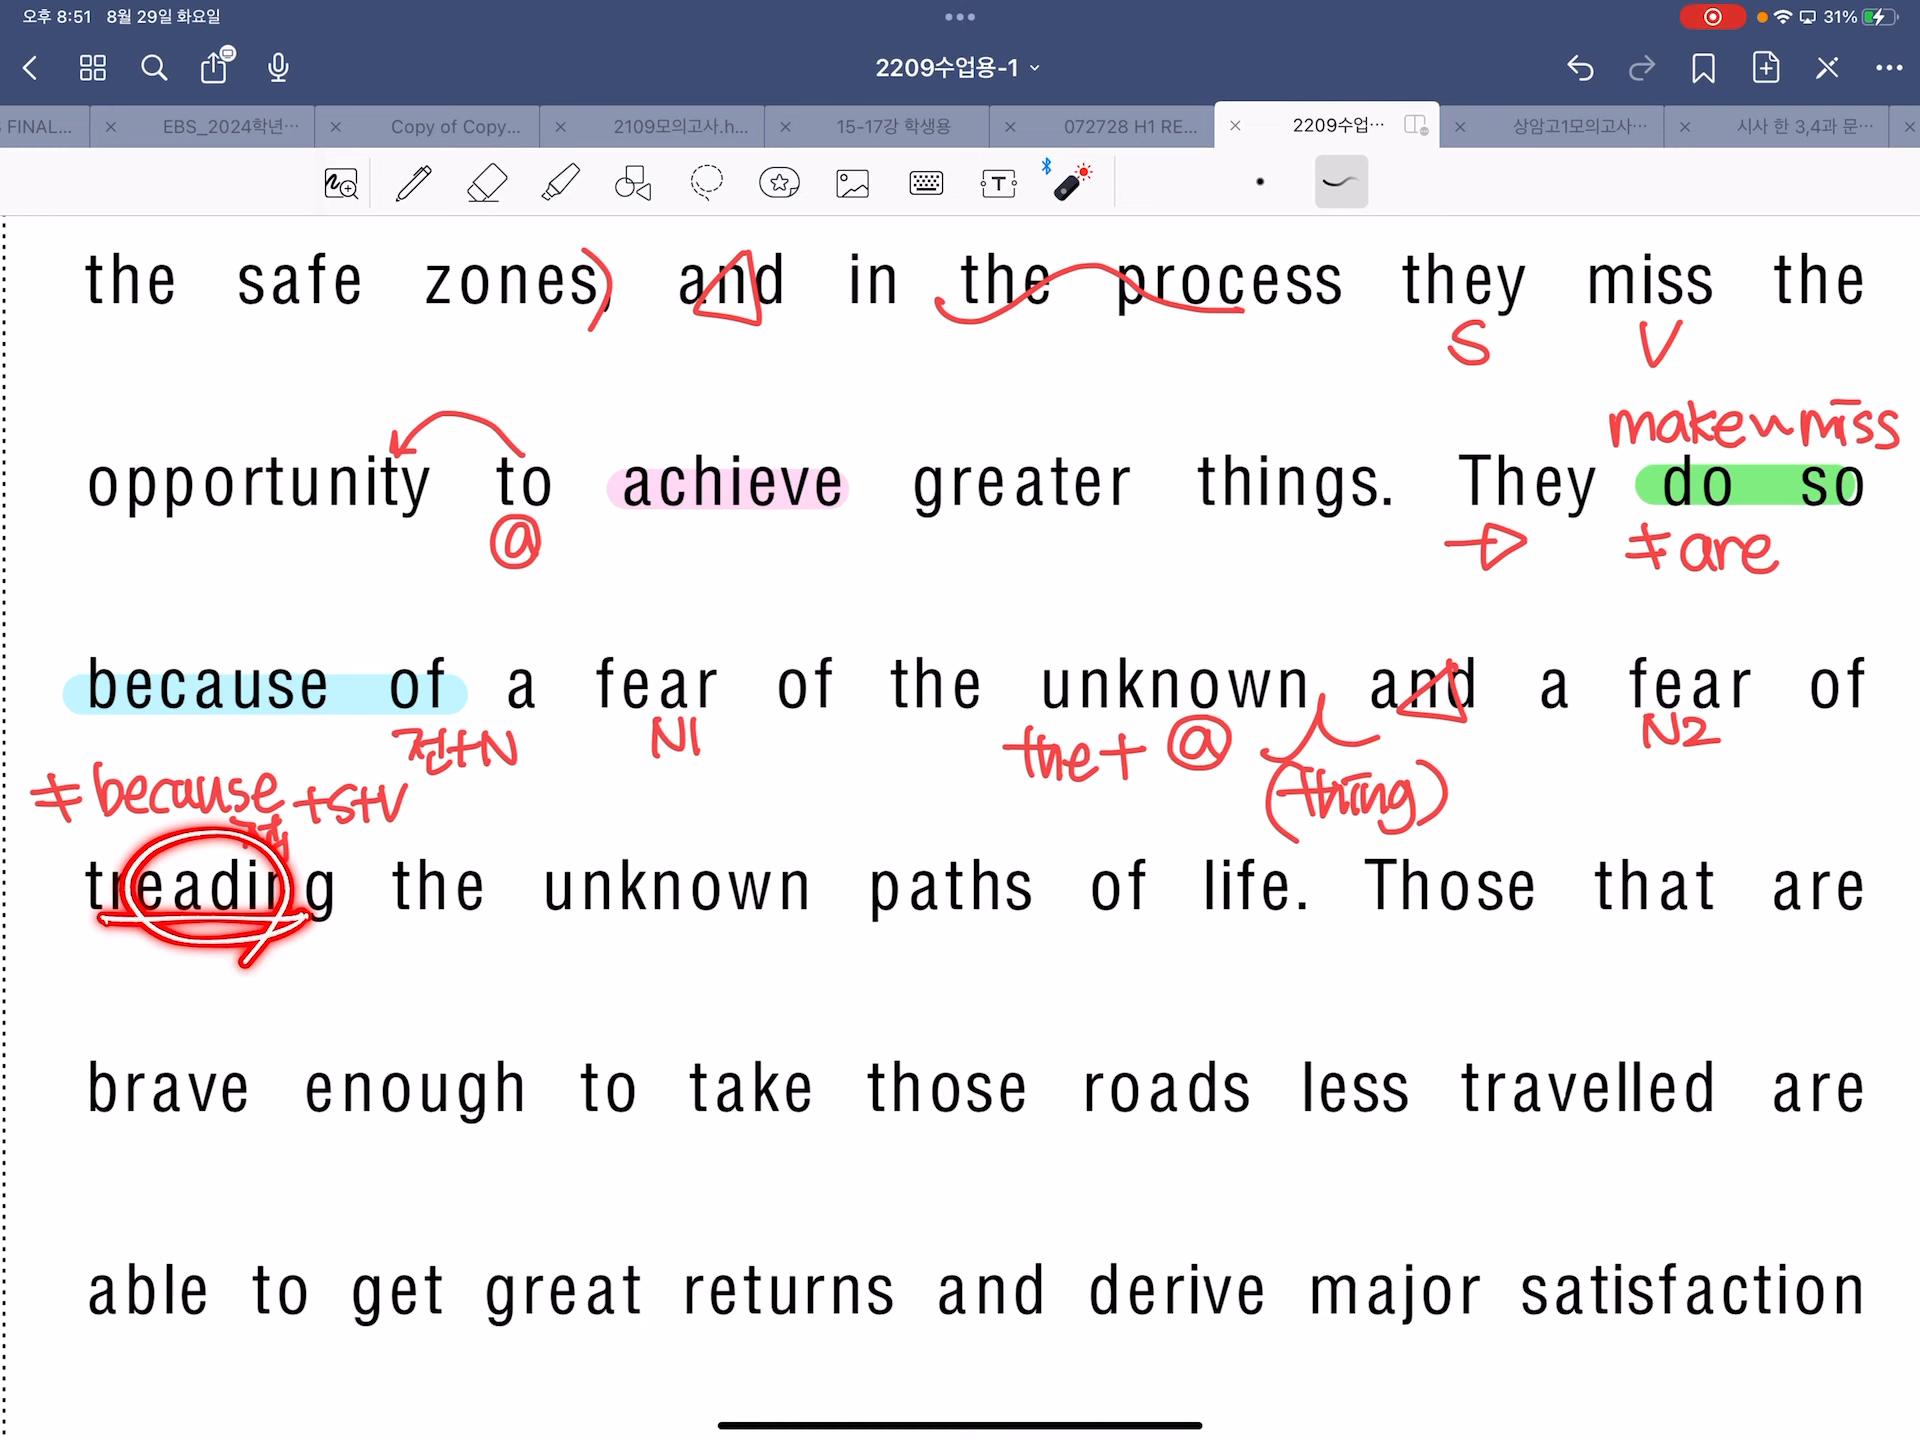 오후 8:51 8월 29일 화요일 31%
2209수업용-1
FINAL... EBS_2024학년… Copy of Copy... 2109모의고사.h... 15-17강 학생용 072728 H1 RE... 2209수업… 상암고1모의고사… 시사 한 3,4과 문…
the safe zones, and in the process they miss the
S V
make~miss
opportunity to achieve greater things. They do so
ⓐ ≠are
because of a fear of the unknown and a fear of
전+N N1 the+ⓐ (thing) N2
≠because +S+V
treading the unknown paths of life. Those that are
brave enough to take those roads less travelled are
able to get great returns and derive major satisfaction